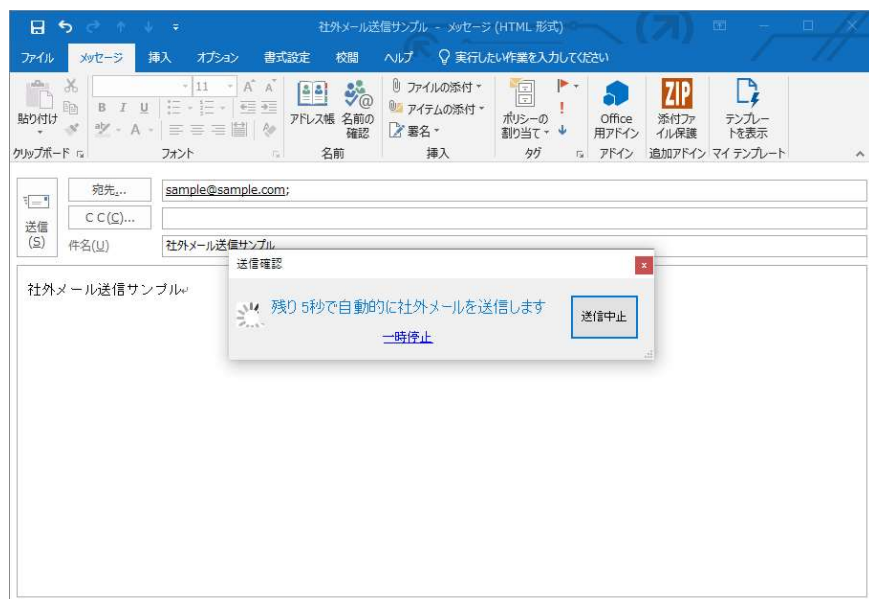 社外メール送信サンプル - メッセージ (HTML 形式)
ファイル メッセージ 挿入 オプション 書式設定 校閲 ヘルプ 実行したい作業を入力してください
貼り付け
11
A A
B I U
アドレス帳 名前の確認
ファイルの添付
アイテムの添付
署名
ポリシーの割り当て
Office 用アドイン
ZIP
添付ファイル保護
テンプレートを表示
クリップボード フォント 名前 挿入 タグ アドイン 追加アドイン マイ テンプレート
送信(S)
宛先... sample@sample.com;
C C(C)...
件名(U) 社外メール送信サンプル
送信確認
社外メール送信サンプル
残り 5秒で自動的に社外メールを送信します
送信中止
一時停止